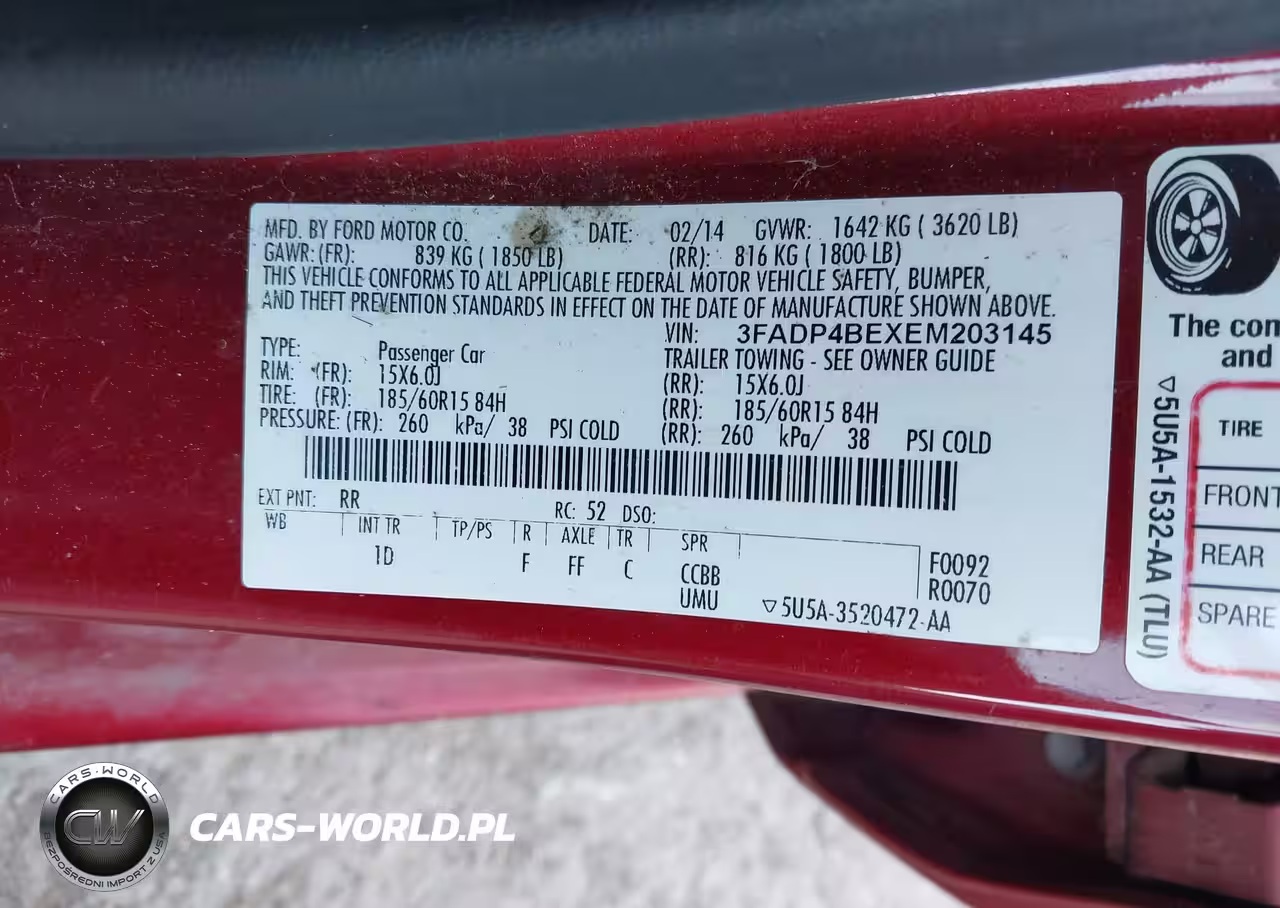 MFD. BY FORD MOTOR CO. DATE: 02/14 GVWR: 1642 KG ( 3620 LB)
GAWR: (FR): 839 KG ( 1850 LB) (RR): 816 KG ( 1800 LB)
THIS VEHICLE CONFORMS TO ALL APPLICABLE FEDERAL MOTOR VEHICLE SAFETY, BUMPER,
AND THEFT PREVENTION STANDARDS IN EFFECT ON THE DATE OF MANUFACTURE SHOWN ABOVE.
VIN: 3FADP4BEXEM203145
TYPE: Passenger Car TRAILER TOWING - SEE OWNER GUIDE
RIM: (FR): 15X6.0J (RR): 15X6.0J
TIRE: (FR): 185/60R15 84H (RR): 185/60R15 84H
PRESSURE: (FR): 260 kPa/ 38 PSI COLD (RR): 260 kPa/ 38 PSI COLD
EXT PNT: RR RC: 52 DSO:
WB INT TR TP/PS R AXLE TR SPR
1D F FF C CCBB F0092
UMU R0070
▽5U5A-3520472-AA
The con
and
TIRE
FRONT
REAR
SPARE
▽5U5A-1532-AA (TLU)
CARS-WORLD
CW
BEZPOŚREDNI IMPORT Z USA
CARS-WORLD.PL